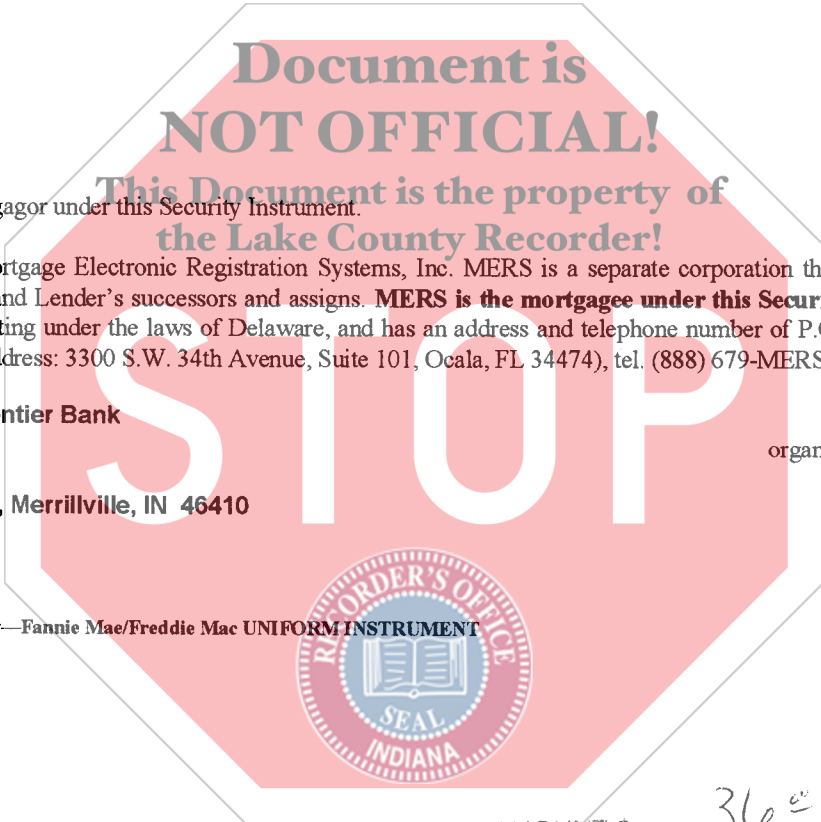 Document is
NOT OFFICIAL!
This Document is the property of
the Lake County Recorder!
gagor under this Security Instrument.
rtgage Electronic Registration Systems, Inc. MERS is a separate corporation th
nd Lender's successors and assigns. MERS is the mortgagee under this Securi
ting under the laws of Delaware, and has an address and telephone number of P.O
ldress: 3300 S.W. 34th Avenue, Suite 101, Ocala, FL 34474), tel. (888) 679-MERS
STOP
ntier Bank
organ
, Merrillville, IN 46410
—Fannie Mae/Freddie Mac UNIFORM INSTRUMENT
RECORDER'S OFFICE
SEAL
INDIANA
36